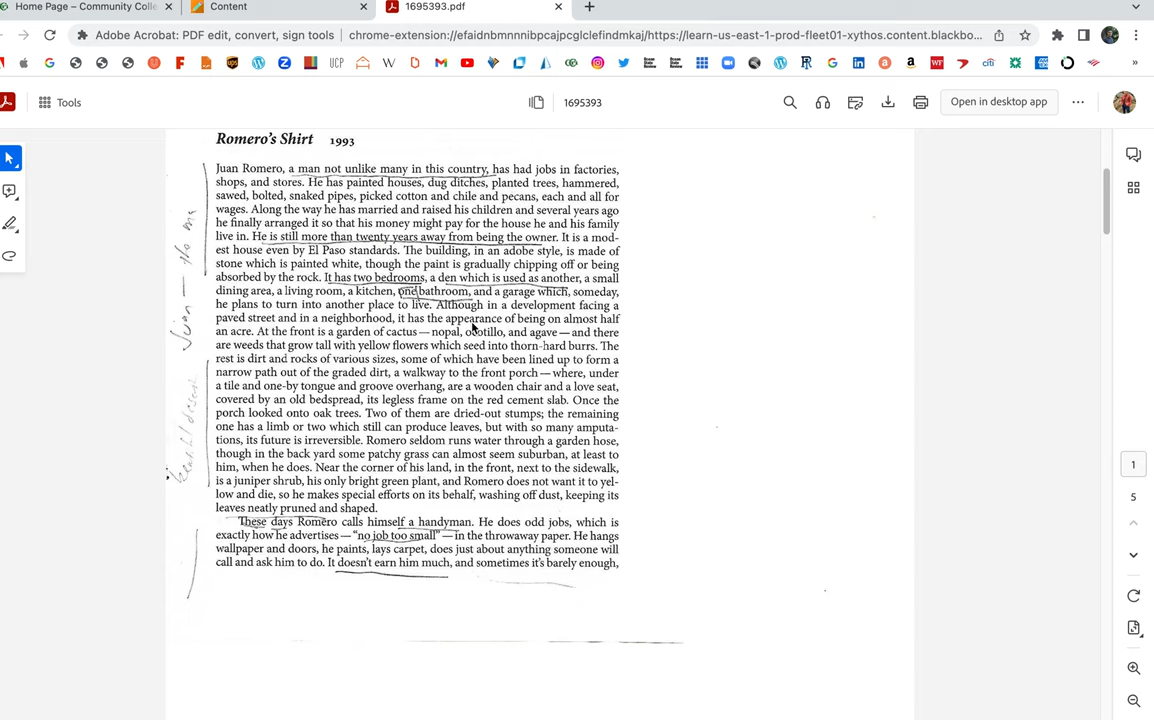 Home Page – Community Colle
Content
1695393.pdf
Adobe Acrobat: PDF edit, convert, sign tools
chrome-extension://efaidnbmnnnibpcajpcglclefindmkaj/https://learn-us-east-1-prod-fleet01-xythos.content.blackbo...
Tools
1695393
Open in desktop app
Romero's Shirt 1993
Juan Romero, a man not unlike many in this country, has had jobs in factories,
shops, and stores. He has painted houses, dug ditches, planted trees, hammered,
sawed, bolted, snaked pipes, picked cotton and chile and pecans, each and all for
wages. Along the way he has married and raised his children and several years ago
he finally arranged it so that his money might pay for the house he and his family
live in. He is still more than twenty years away from being the owner. It is a mod-
est house even by El Paso standards. The building, in an adobe style, is made of
stone which is painted white, though the paint is gradually chipping off or being
absorbed by the rock. It has two bedrooms, a den which is used as another, a small
dining area, a living room, a kitchen, one bathroom, and a garage which, someday,
he plans to turn into another place to live. Although in a development facing a
paved street and in a neighborhood, it has the appearance of being on almost half
an acre. At the front is a garden of cactus — nopal, ocotillo, and agave — and there
are weeds that grow tall with yellow flowers which seed into thorn-hard burrs. The
rest is dirt and rocks of various sizes, some of which have been lined up to form a
narrow path out of the graded dirt, a walkway to the front porch — where, under
a tile and one-by tongue and groove overhang, are a wooden chair and a love seat,
covered by an old bedspread, its legless frame on the red cement slab. Once the
porch looked onto oak trees. Two of them are dried-out stumps; the remaining
one has a limb or two which still can produce leaves, but with so many amputa-
tions, its future is irreversible. Romero seldom runs water through a garden hose,
though in the back yard some patchy grass can almost seem suburban, at least to
him, when he does. Near the corner of his land, in the front, next to the sidewalk,
is a juniper shrub, his only bright green plant, and Romero does not want it to yel-
low and die, so he makes special efforts on its behalf, washing off dust, keeping its
leaves neatly pruned and shaped.
These days Romero calls himself a handyman. He does odd jobs, which is
exactly how he advertises — “no job too small” — in the throwaway paper. He hangs
wallpaper and doors, he paints, lays carpet, does just about anything someone will
call and ask him to do. It doesn't earn him much, and sometimes it's barely enough,
Juan — the ma
1
5